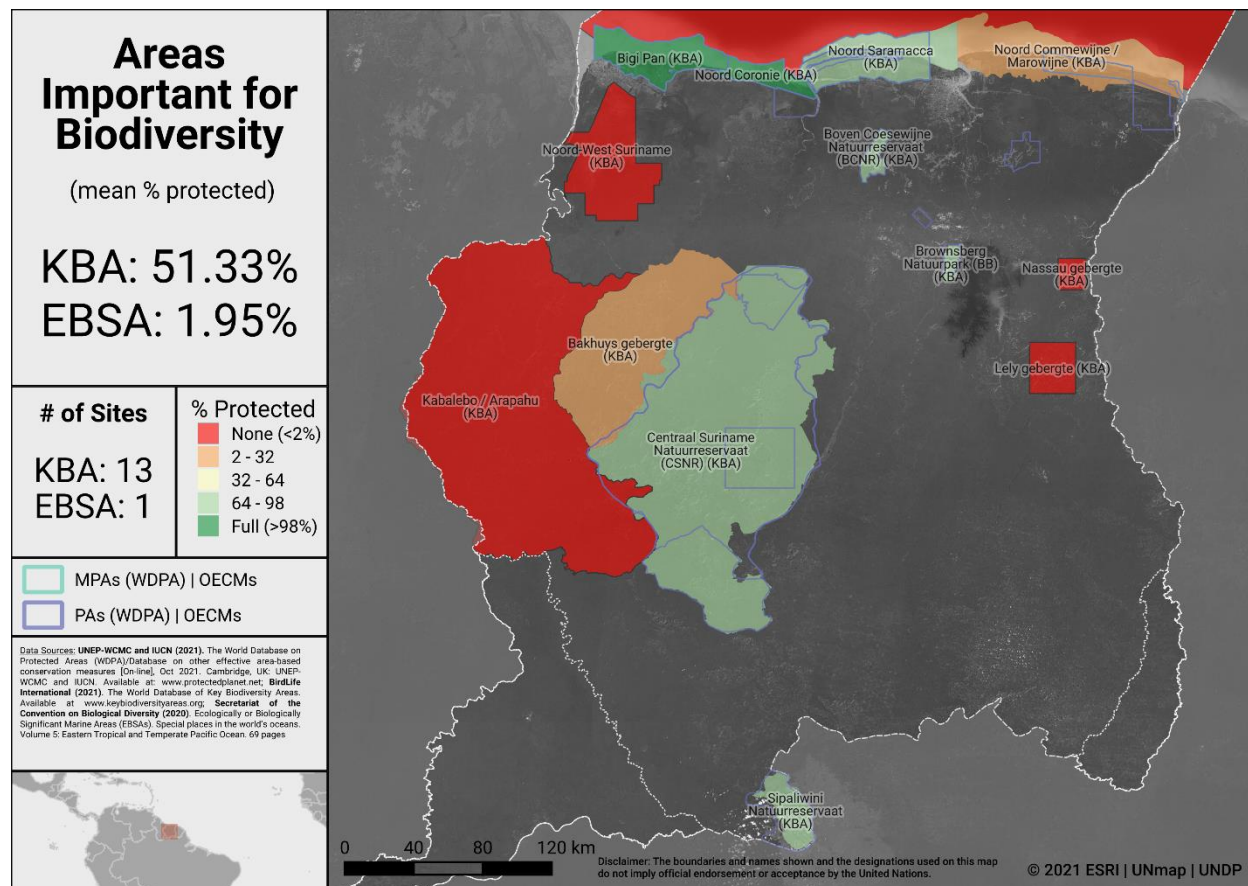 Areas
Important for
Biodiversity
(mean % protected)
KBA: 51.33%
EBSA: 1.95%
# of Sites
KBA: 13
EBSA: 1
% Protected
None (<2%)
2 - 32
32 - 64
64 - 98
Full (>98%)
MPAs (WDPA) | OECMs
PAs (WDPA) | OECMs
Data Sources: UNEP-WCMC and IUCN (2021). The World Database on
Protected Areas (WDPA)/Database on other effective area-based
conservation measures [On-line], Oct 2021. Cambridge, UK: UNEP-
WCMC and IUCN. Available at: www.protectedplanet.net; BirdLife
International (2021). The World Database of Key Biodiversity Areas.
Available at www.keybiodiversityareas.org; Secretariat of the
Convention on Biological Diversity (2020). Ecologically or Biologically
Significant Marine Areas (EBSAs). Special places in the world's oceans.
Volume 5: Eastern Tropical and Temperate Pacific Ocean. 69 pages
Bigi Pan (KBA)
Noord Coronie (KBA)
Noord Saramacca
(KBA)
Noord Commewijne /
Marowijne (KBA)
Noord-West Suriname
(KBA)
Boven Coesewijne
Natuurreservaat
(BCNR) (KBA)
Brownsberg
Natuurpark (BB)
(KBA)
Nassau gebergte
(KBA)
Bakhuys gebergte
(KBA)
Lely gebergte (KBA)
Kabalebo / Arapahu
(KBA)
Centraal Suriname
Natuurreservaat
(CSNR) (KBA)
Sipaliwini
Natuurreservaat
(KBA)
0 40 80 120 km
Disclaimer: The boundaries and names shown and the designations used on this map
do not imply official endorsement or acceptance by the United Nations.
© 2021 ESRI | UNmap | UNDP